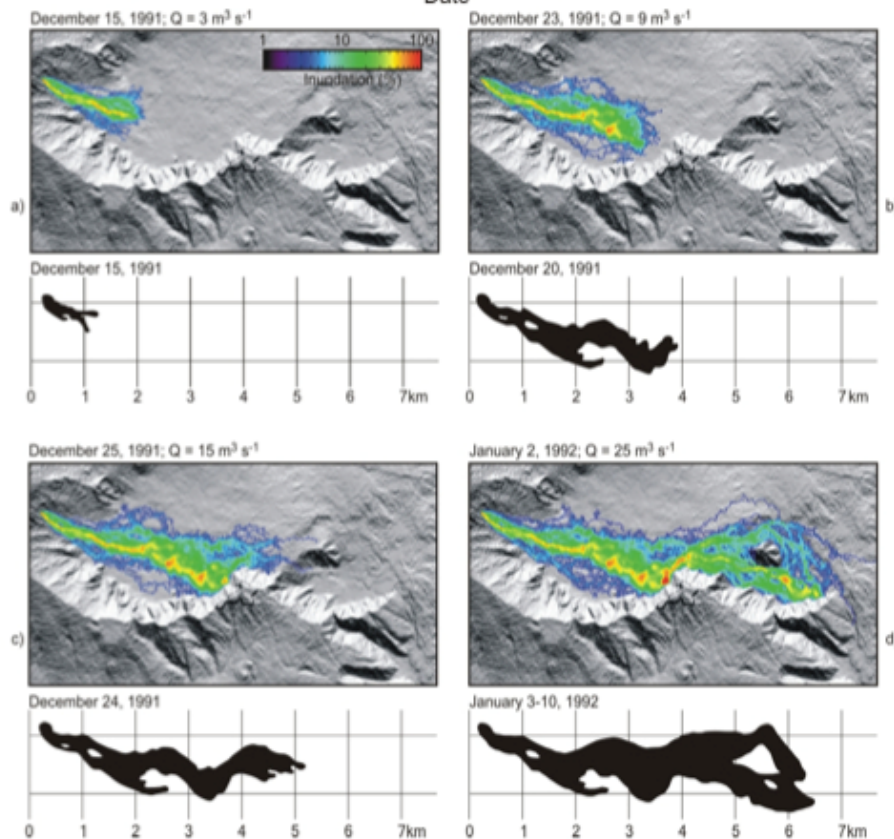 Date
December 15, 1991; Q = 3 m³ s⁻¹
1 10 100
Inundation (%)
a)
December 15, 1991
0 1 2 3 4 5 6 7km
December 23, 1991; Q = 9 m³ s⁻¹
b
December 20, 1991
0 1 2 3 4 5 6 7km
December 25, 1991; Q = 15 m³ s⁻¹
c)
December 24, 1991
0 1 2 3 4 5 6 7km
January 2, 1992; Q = 25 m³ s⁻¹
d
January 3-10, 1992
0 1 2 3 4 5 6 7km